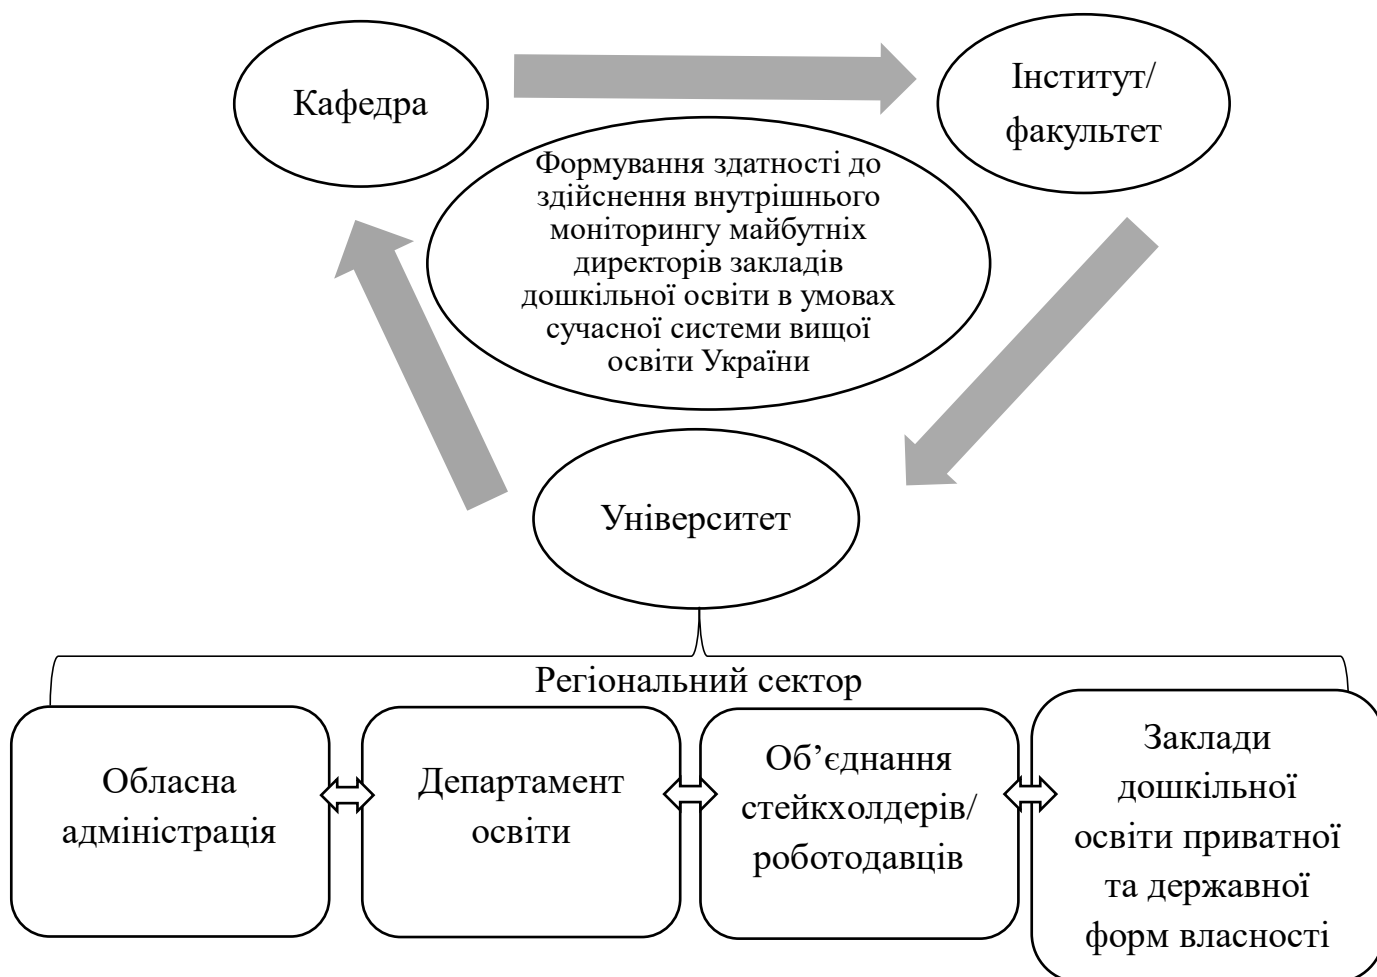 Кафедра
Інститут/
факультет
Формування здатності до
здійснення внутрішнього
моніторингу майбутніх
директорів закладів
дошкільної освіти в умовах
сучасної системи вищої
освіти України
Університет
Регіональний сектор
Обласна
адміністрація
Департамент
освіти
Об’єднання
стейкхолдерів/
роботодавців
Заклади
дошкільної
освіти приватної
та державної
форм власності